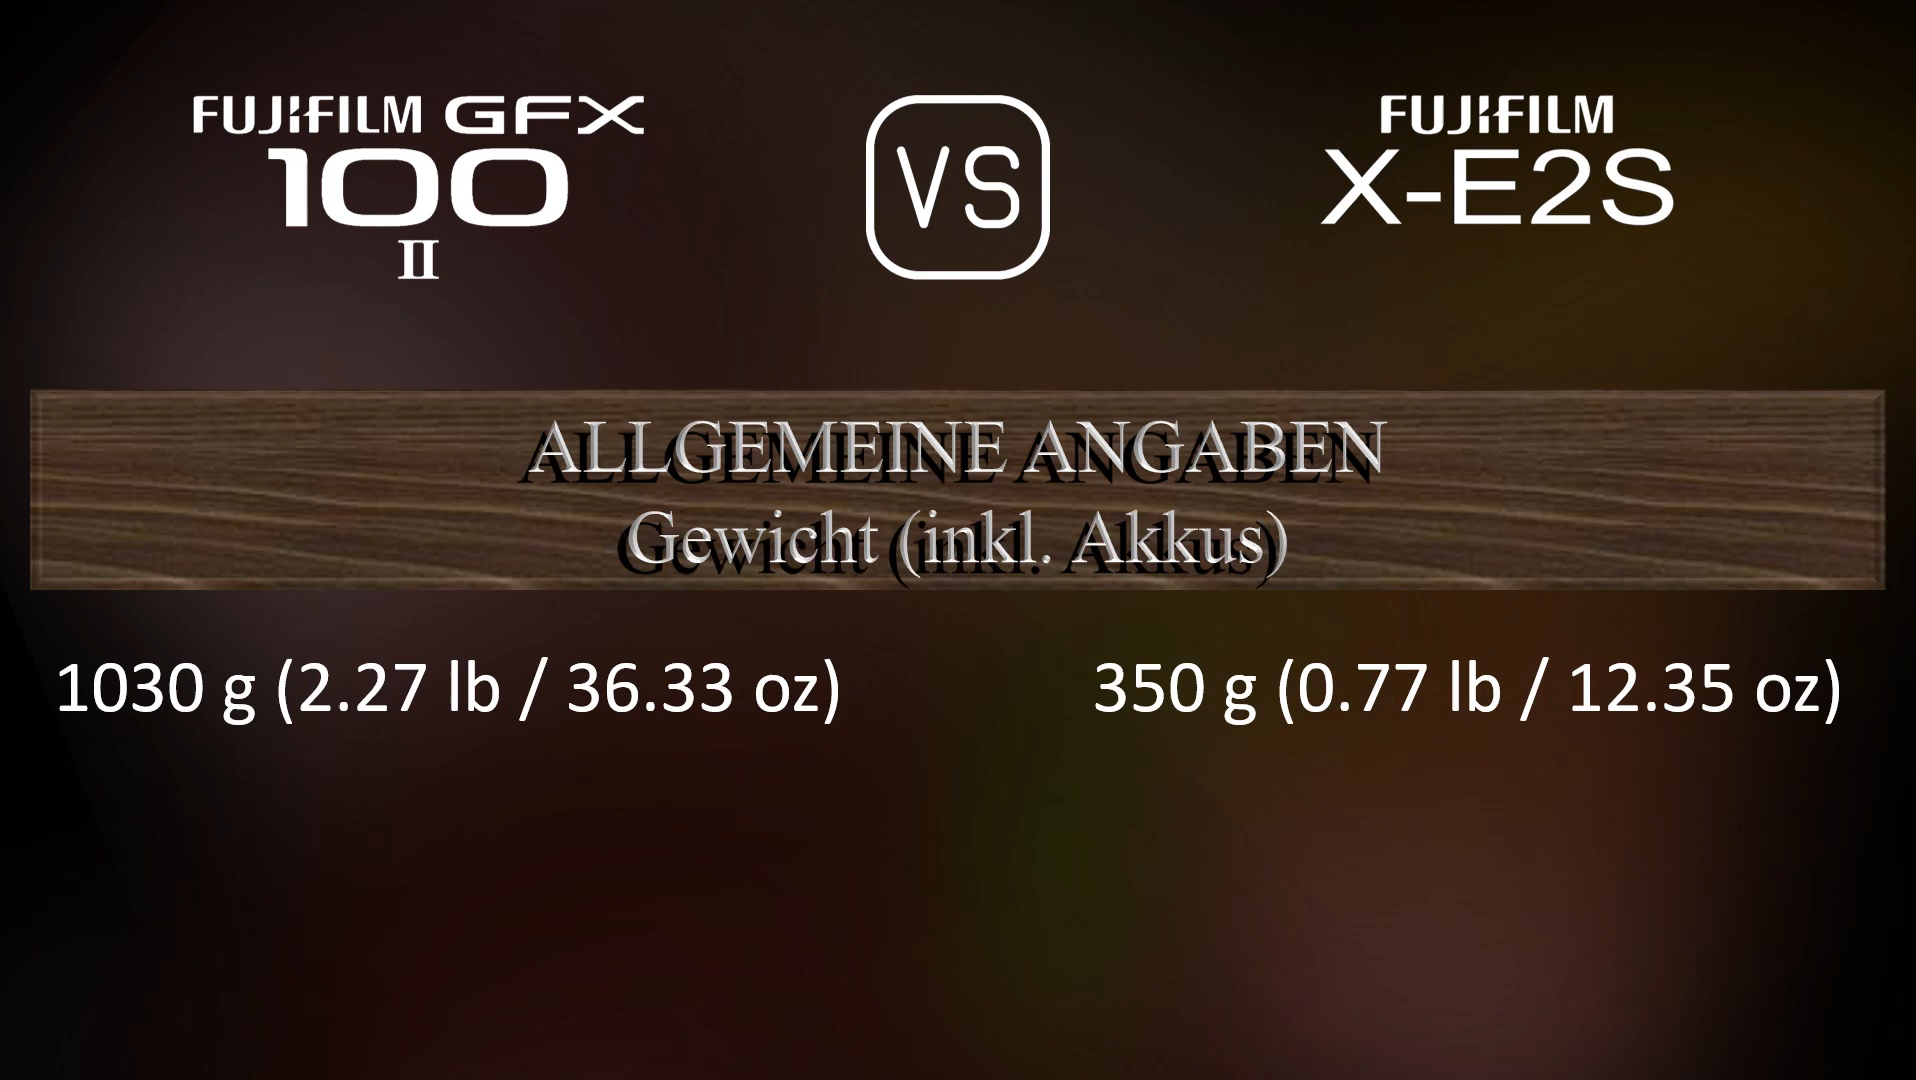 FUJIFILM GFX
100
II
VS
FUJIFILM
X-E2S
ALLGEMEINE ANGABEN
Gewicht (inkl. Akkus)
1030 g (2.27 lb / 36.33 oz)
350 g (0.77 lb / 12.35 oz)